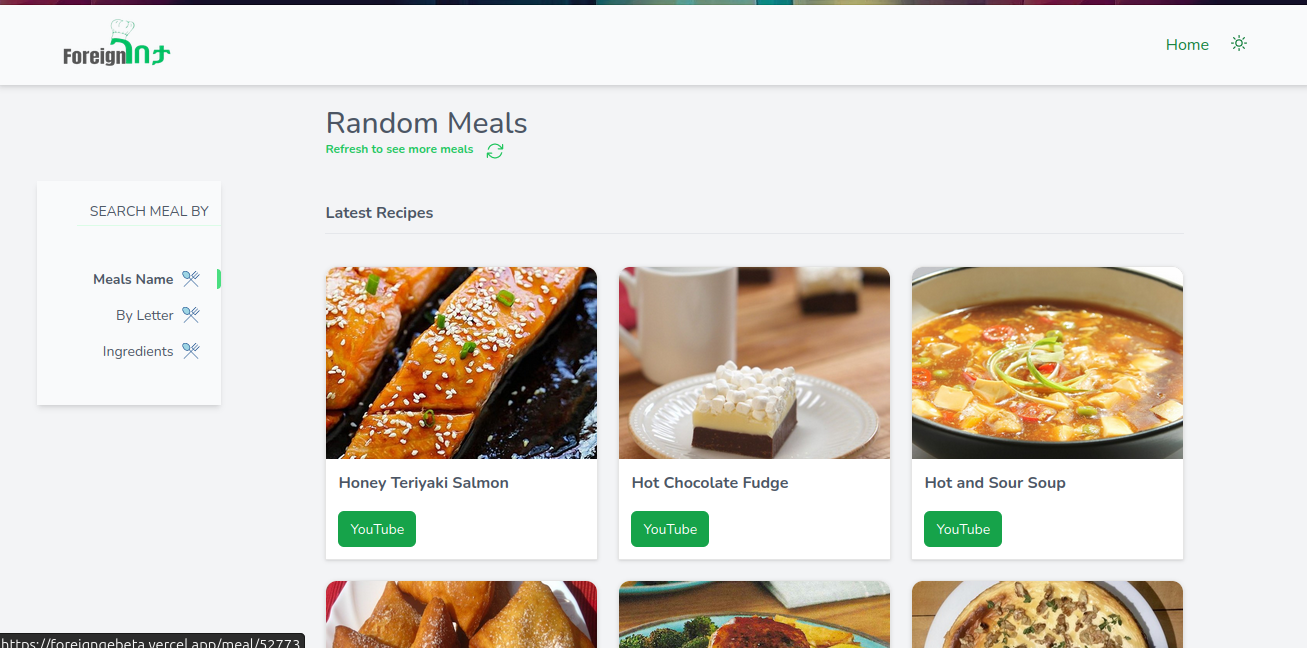 Foreignገበታ
Home
Random Meals
Refresh to see more meals
SEARCH MEAL BY
Meals Name
By Letter
Ingredients
Latest Recipes
Honey Teriyaki Salmon
YouTube
Hot Chocolate Fudge
YouTube
Hot and Sour Soup
YouTube
https://foreigngebeta.vercel.app/meal/52773